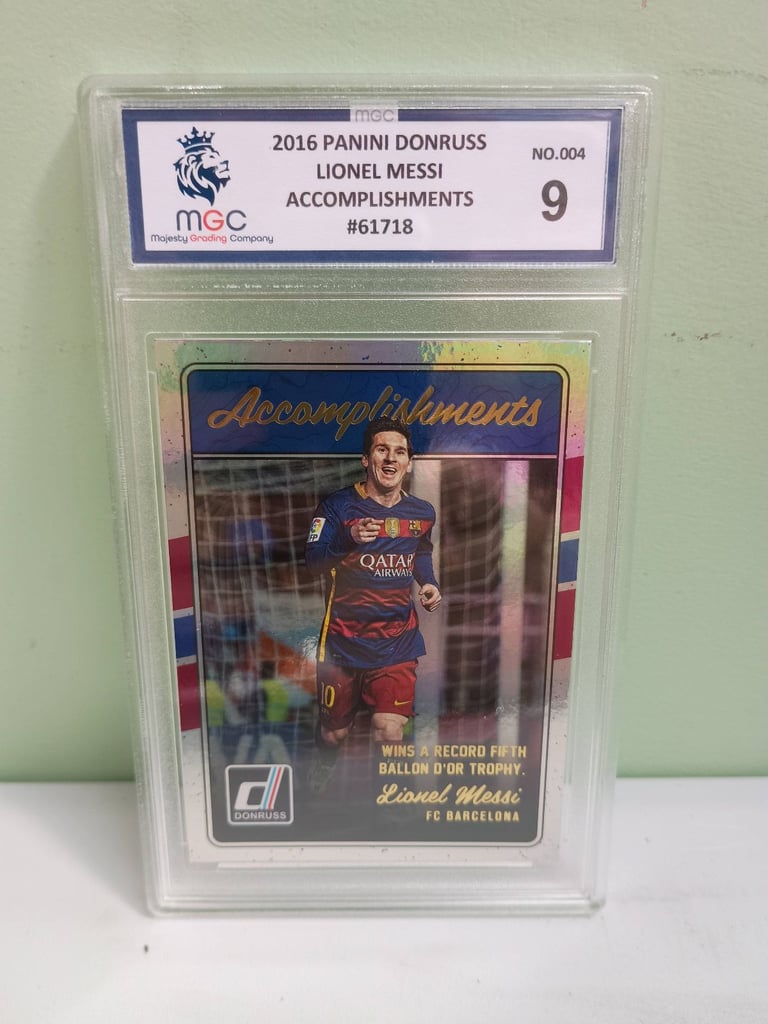 MGC
2016 PANINI DONRUSS
LIONEL MESSI
ACCOMPLISHMENTS
#61718
NO.004
9
MGC
Majesty Grading Company
Accomplishments
QATAR
AIRWAYS
10
WINS A RECORD FIFTH
BALLON D'OR TROPHY.
Lionel Messi
FC BARCELONA
DONRUSS